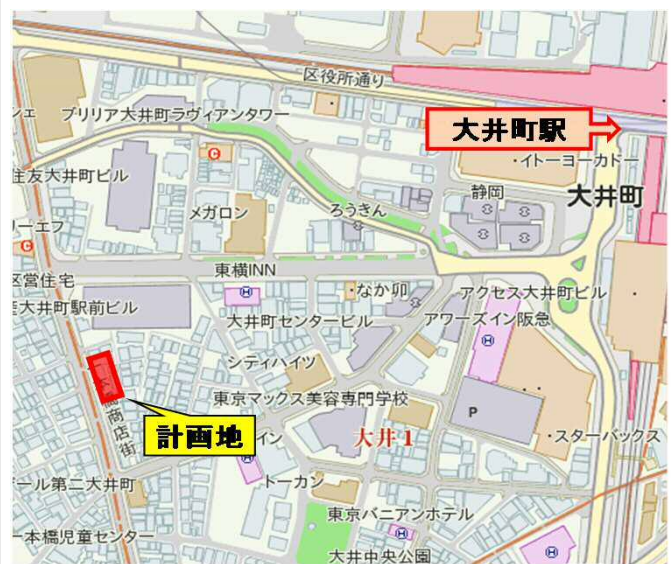 区役所通り
ブリリア大井町ラヴィアンタワー
大井町駅
イトーヨーカドー
住友大井町ビル
静岡
大井町
メガロン
ろうきん
リーエフ
東横INN
区営住宅
なか卯
アクセス大井町ビル
大井町駅前ビル
大井町センタービル
アワーズイン阪急
シティハイツ
東京マックス美容専門学校
P
商店街
計画地
イン
大井1
スターバックス
ール第二大井町
トーカン
東京バニアンホテル
一本橋児童センター
大井中央公園